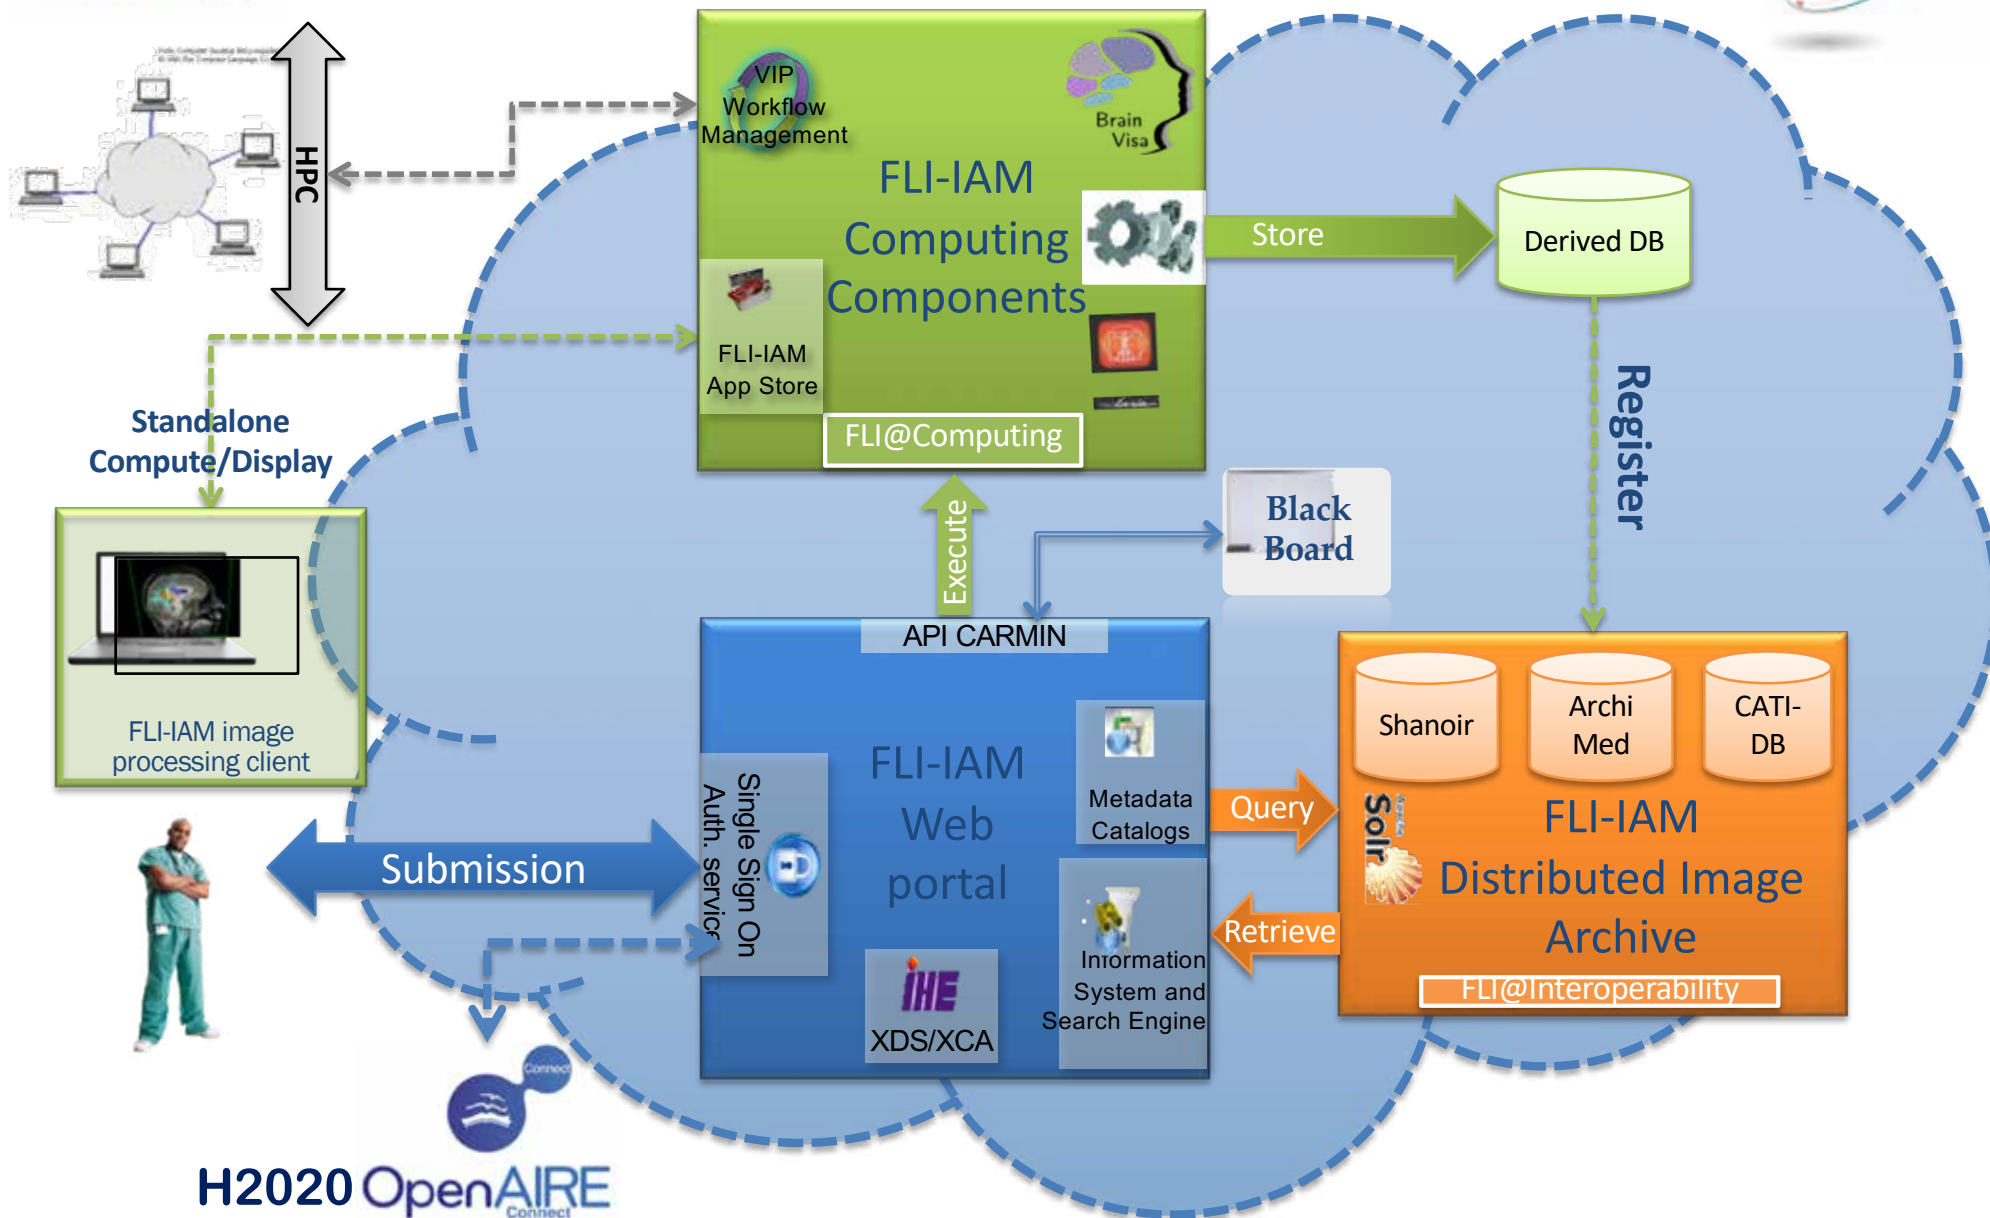 VIP
Workflow
Management
Brain
Visa
HPC
FLI-IAM
Computing
Components
Store
Derived DB
FLI-IAM
App Store
FLI@Computing
Standalone
Compute/Display
Register
Execute
Black
Board
API CARMIN
FLI-IAM image
processing client
Shanoir
Archi
Med
CATI-
DB
Single Sign On
Auth. service
FLI-IAM
Web
portal
Metadata
Catalogs
Query
Solr
FLI-IAM
Distributed Image
Archive
Submission
Retrieve
Information
System and
Search Engine
FLI@Interoperability
IHE
XDS/XCA
Connect
H2020 OpenAIRE
Connect